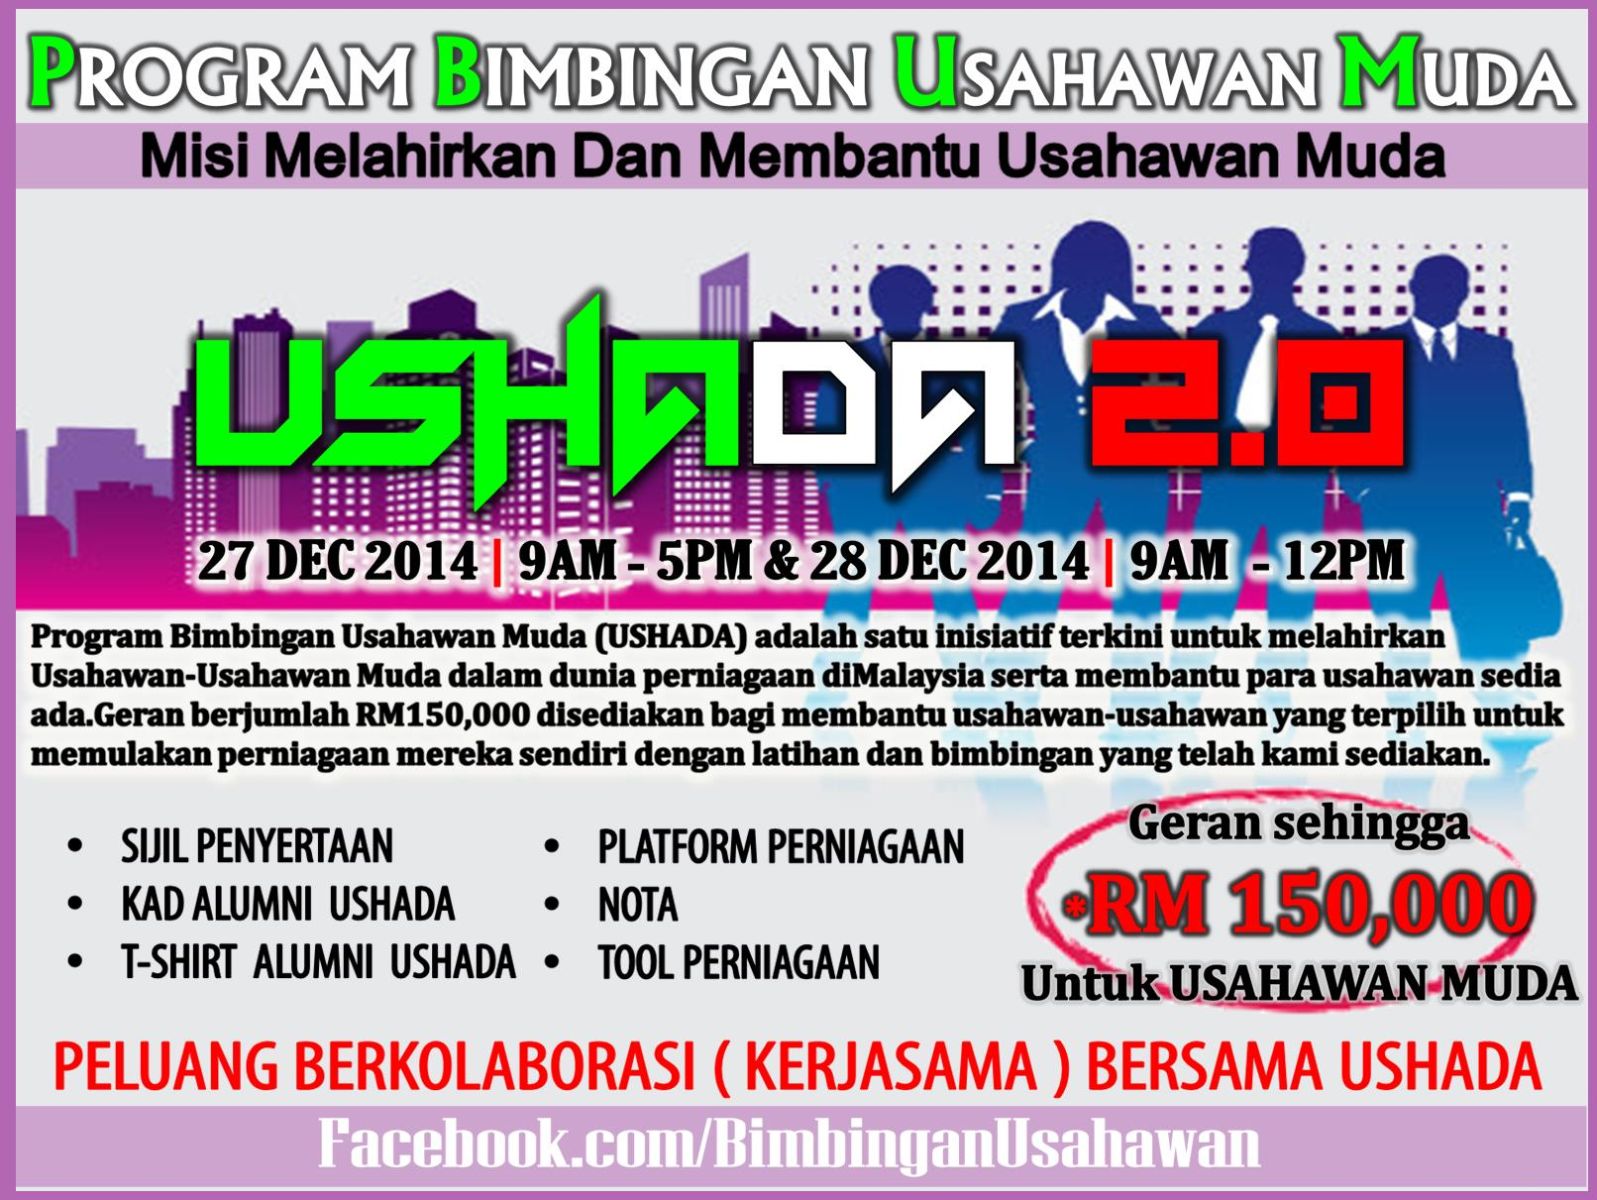 PROGRAM BIMBINGAN USAHAWAN MUDA
Misi Melahirkan Dan Membantu Usahawan Muda
USHADA 2.0
27 DEC 2014 | 9AM - 5PM & 28 DEC 2014 | 9AM - 12PM
Program Bimbingan Usahawan Muda (USHADA) adalah satu inisiatif terkini untuk melahirkan
Usahawan-Usahawan Muda dalam dunia perniagaan diMalaysia serta membantu para usahawan sedia
ada.Geran berjumlah RM150,000 disediakan bagi membantu usahawan-usahawan yang terpilih untuk
memulakan perniagaan mereka sendiri dengan latihan dan bimbingan yang telah kami sediakan.
• SIJIL PENYERTAAN
• KAD ALUMNI USHADA
• T-SHIRT ALUMNI USHADA
• PLATFORM PERNIAGAAN
• NOTA
• TOOL PERNIAGAAN
Geran sehingga
*RM 150,000
Untuk USAHAWAN MUDA
PELUANG BERKOLABORASI ( KERJASAMA ) BERSAMA USHADA
Facebook.com/BimbinganUsahawan